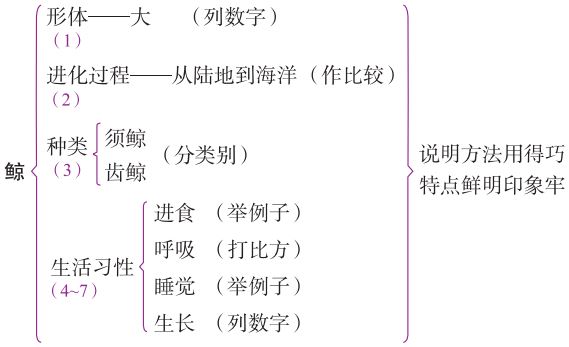 形体——大 （列数字）
（1）
进化过程——从陆地到海洋（作比较）
（2）
种类
（3）
须鲸
齿鲸
（分类别）
鲸
说明方法用得巧
特点鲜明印象牢
生活习性
（4~7）
进食 （举例子）
呼吸 （打比方）
睡觉 （举例子）
生长 （列数字）